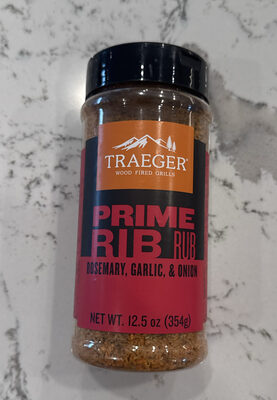 TRAEGER
WOOD FIRED GRILLS
PRIME
RIB RUB
ROSEMARY, GARLIC, & ONION
NET WT. 12.5 oz (354g)